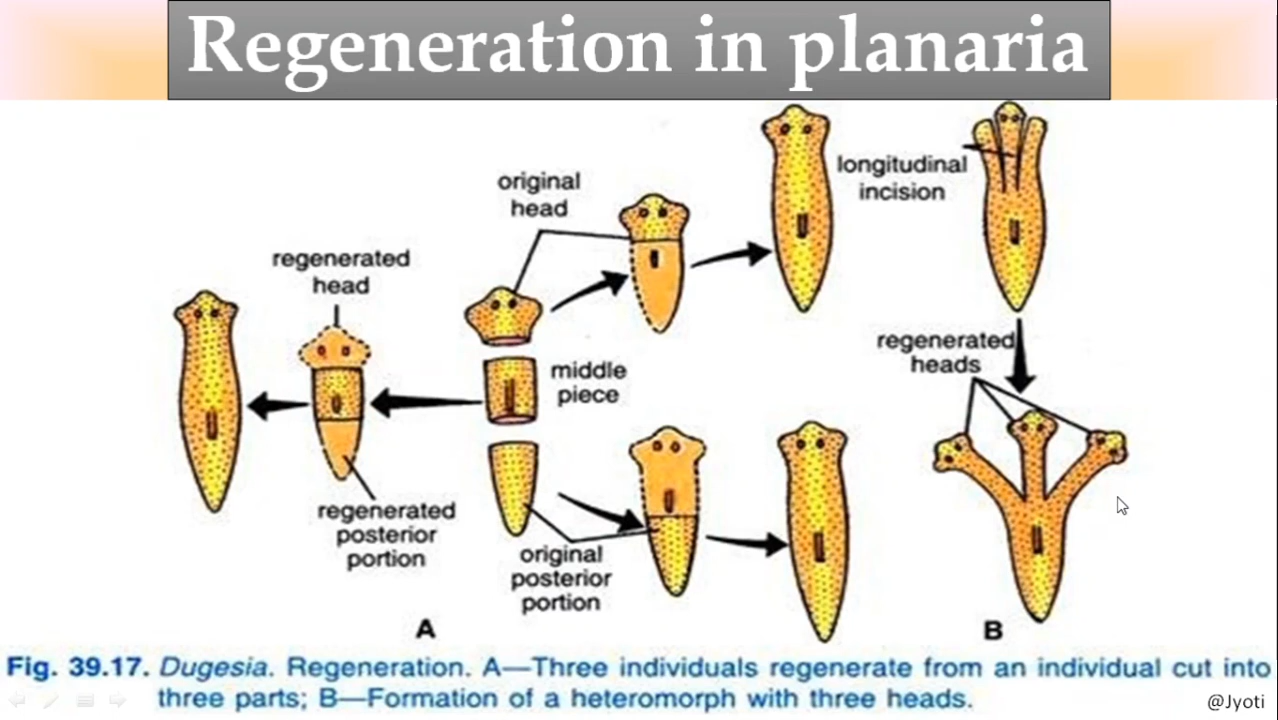 Regeneration in planaria
original
head
longitudinal
incision
regenerated
head
regenerated
heads
middle
piece
regenerated
posterior
portion
original
posterior
portion
A
B
Fig. 39.17. Dugesia. Regeneration. A—Three individuals regenerate from an individual cut into
three parts; B—Formation of a heteromorph with three heads.
@Jyoti